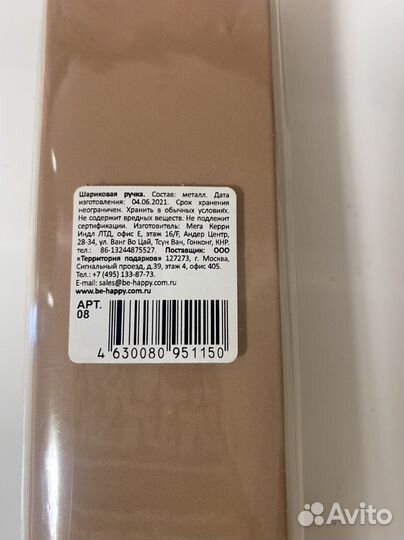 Шариковая ручка. Состав: металл. Дата
изготовления: 04.06.2021. Срок хранения
неограничен. Хранить в обычных условиях.
Не содержит вредных веществ. Не подлежит
сертификации. Изготовитель: Мега Керри
Индл ЛТД, офис E, этаж 16/F, Андер Центр,
28-34, ул. Ванг Во Цай, Тсун Ван, Гонконг, КНР.
тел.: 86-13244875527. Поставщик: ООО
«Территория подарков» 127273, г. Москва,
Сигнальный проезд, д.39, этаж 4, офис 405.
Тел.: +7 (495) 133-87-73.
E-mail: sales@be-happy.com.ru
www.be-happy.com.ru
АРТ.
08
4 630080 951150
Avito